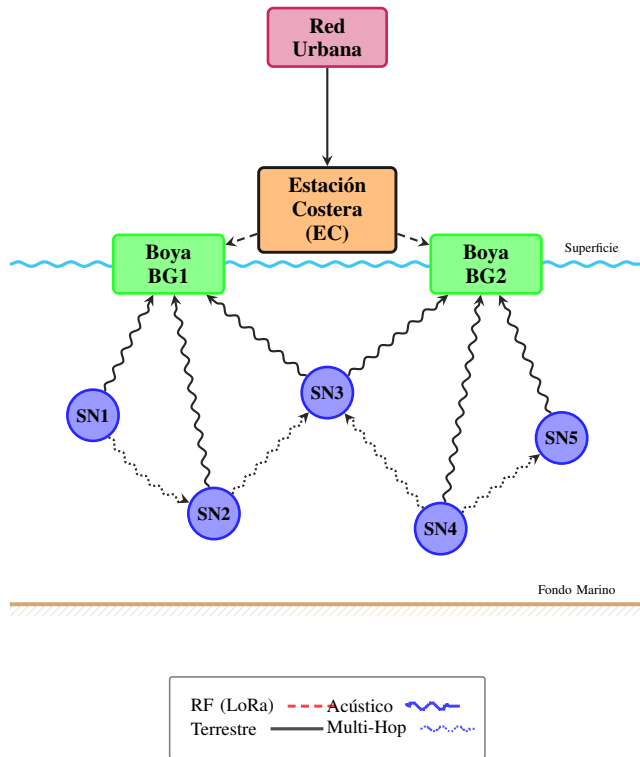 Red
Urbana
Estación
Costera
(EC)
Boya
BG1
Boya
BG2
Superficie
SN1
SN2
SN3
SN4
SN5
Fondo Marino
RF (LoRa)
Acústico
Terrestre
Multi-Hop